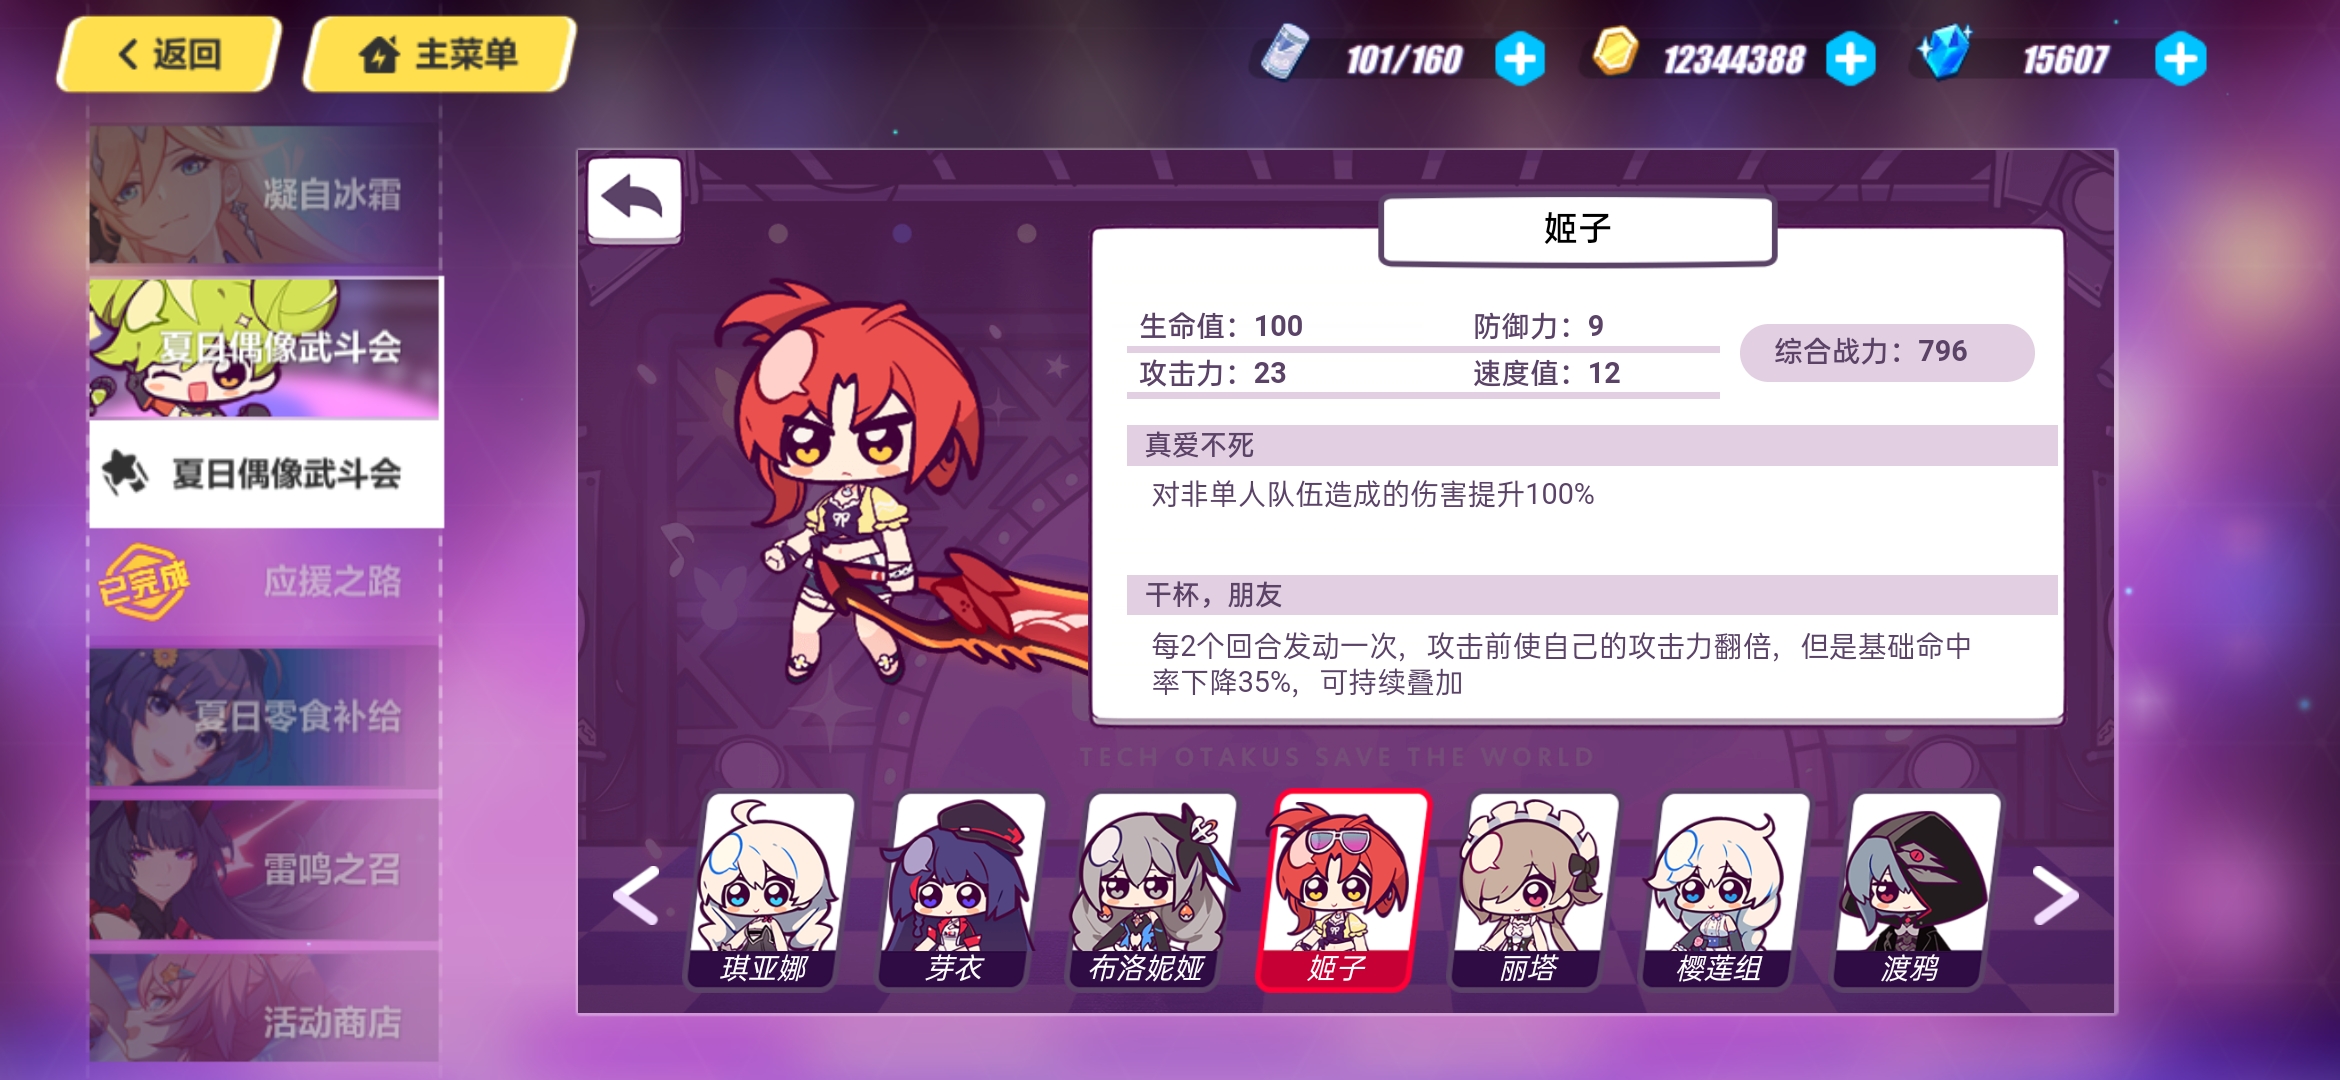 返回
主菜单
101/160
12344388
15607
凝自冰霜
夏日偶像武斗会
夏日偶像武斗会
已完成
应援之路
夏日零食补给
雷鸣之召
活动商店
姬子
生命值：100
防御力：9
攻击力：23
速度值：12
综合战力：796
真爱不死
对非单人队伍造成的伤害提升100%
干杯，朋友
每2个回合发动一次，攻击前使自己的攻击力翻倍，但是基础命中
率下降35%，可持续叠加
TECH OTAKUS SAVE THE WORLD
琪亚娜
芽衣
布洛妮娅
姬子
丽塔
樱莲组
渡鸦